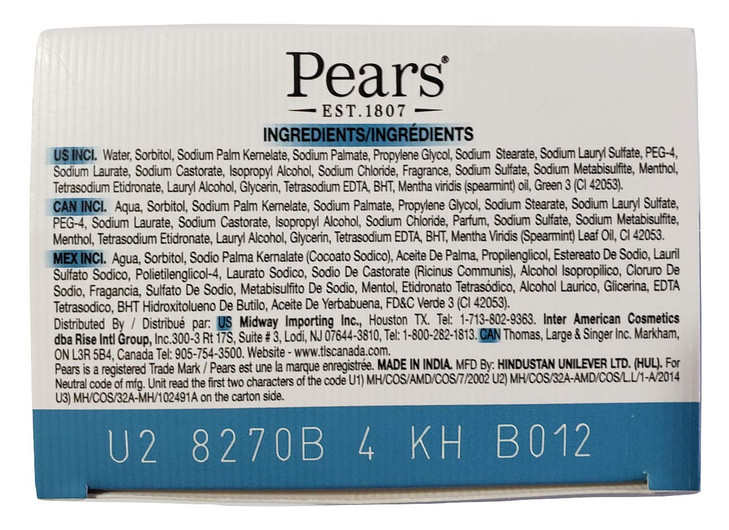 Pears®
EST.1807
INGREDIENTS/INGRÉDIENTS
US INCI. Water, Sorbitol, Sodium Palm Kernelate, Sodium Palmate, Propylene Glycol, Sodium Stearate, Sodium Lauryl Sulfate, PEG-4,
Sodium Laurate, Sodium Castorate, Isopropyl Alcohol, Sodium Chloride, Fragrance, Sodium Sulfate, Sodium Metabisulfite, Menthol,
Tetrasodium Etidronate, Lauryl Alcohol, Glycerin, Tetrasodium EDTA, BHT, Mentha viridis (spearmint) oil, Green 3 (CI 42053).
CAN INCI. Aqua, Sorbitol, Sodium Palm Kernelate, Sodium Palmate, Propylene Glycol, Sodium Stearate, Sodium Lauryl Sulfate,
PEG-4, Sodium Laurate, Sodium Castorate, Isopropyl Alcohol, Sodium Chloride, Parfum, Sodium Sulfate, Sodium Metabisulfite,
Menthol, Tetrasodium Etidronate, Lauryl Alcohol, Glycerin, Tetrasodium EDTA, BHT, Mentha Viridis (Spearmint) Leaf Oil, CI 42053.
MEX INCI. Agua, Sorbitol, Sodio Palma Kernalate (Cocoato Sodico), Aceite De Palma, Propilenglicol, Estereato De Sodio, Lauril
Sulfato Sodico, Polietilenglicol-4, Laurato Sodico, Sodio De Castorate (Ricinus Communis), Alcohol Isopropilico, Cloruro De
Sodio, Fragancia, Sulfato De Sodio, Metabisulfito De Sodio, Mentol, Etidronato Tetrasódico, Alcohol Laurico, Glicerina, EDTA
Tetrasodico, BHT Hidroxitolueno De Butilo, Aceite De Yerbabuena, FD&C Verde 3 (CI 42053).
Distributed By / Distribué par: US Midway Importing Inc., Houston TX. Tel: 1-713-802-9363. Inter American Cosmetics
dba Rise Intl Group, Inc.300-3 Rt 17S, Suite # 3, Lodi, NJ 07644-3810, Tel: 1-800-282-1813. CAN Thomas, Large & Singer Inc. Markham,
ON L3R 5B4, Canada Tel: 905-754-3500. Website - www.tlscanada.com.
Pears is a registered Trade Mark / Pears est une la marque enregistrée. MADE IN INDIA. MFD By: HINDUSTAN UNILEVER LTD. (HUL). For
Neutral code of mfg. Unit read the first two characters of the code U1) MH/COS/AMD/COS/7/2002 U2) MH/COS/32A-AMD/COS/L.L/1-A/2014
U3) MH/COS/32A-MH/102491A on the carton side.
U2 8270B 4 KH B012